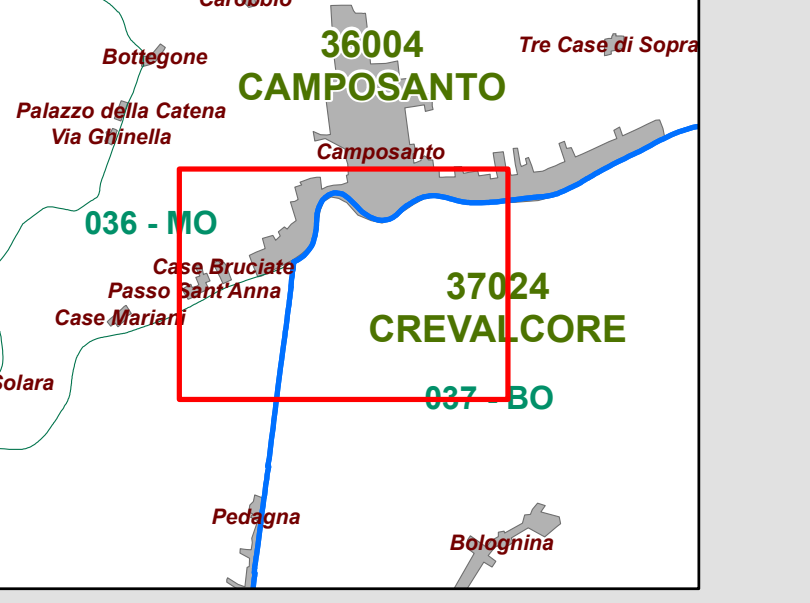 Carobbio
36004
CAMPOSANTO
Bottegone
Tre Case di Sopra
Palazzo della Catena
Via Ghinella
Camposanto
036 - MO
Case Bruciate
Passo Sant'Anna
Case Mariani
37024
CREVALCORE
Solara
037 - BO
Pedagna
Bolognina